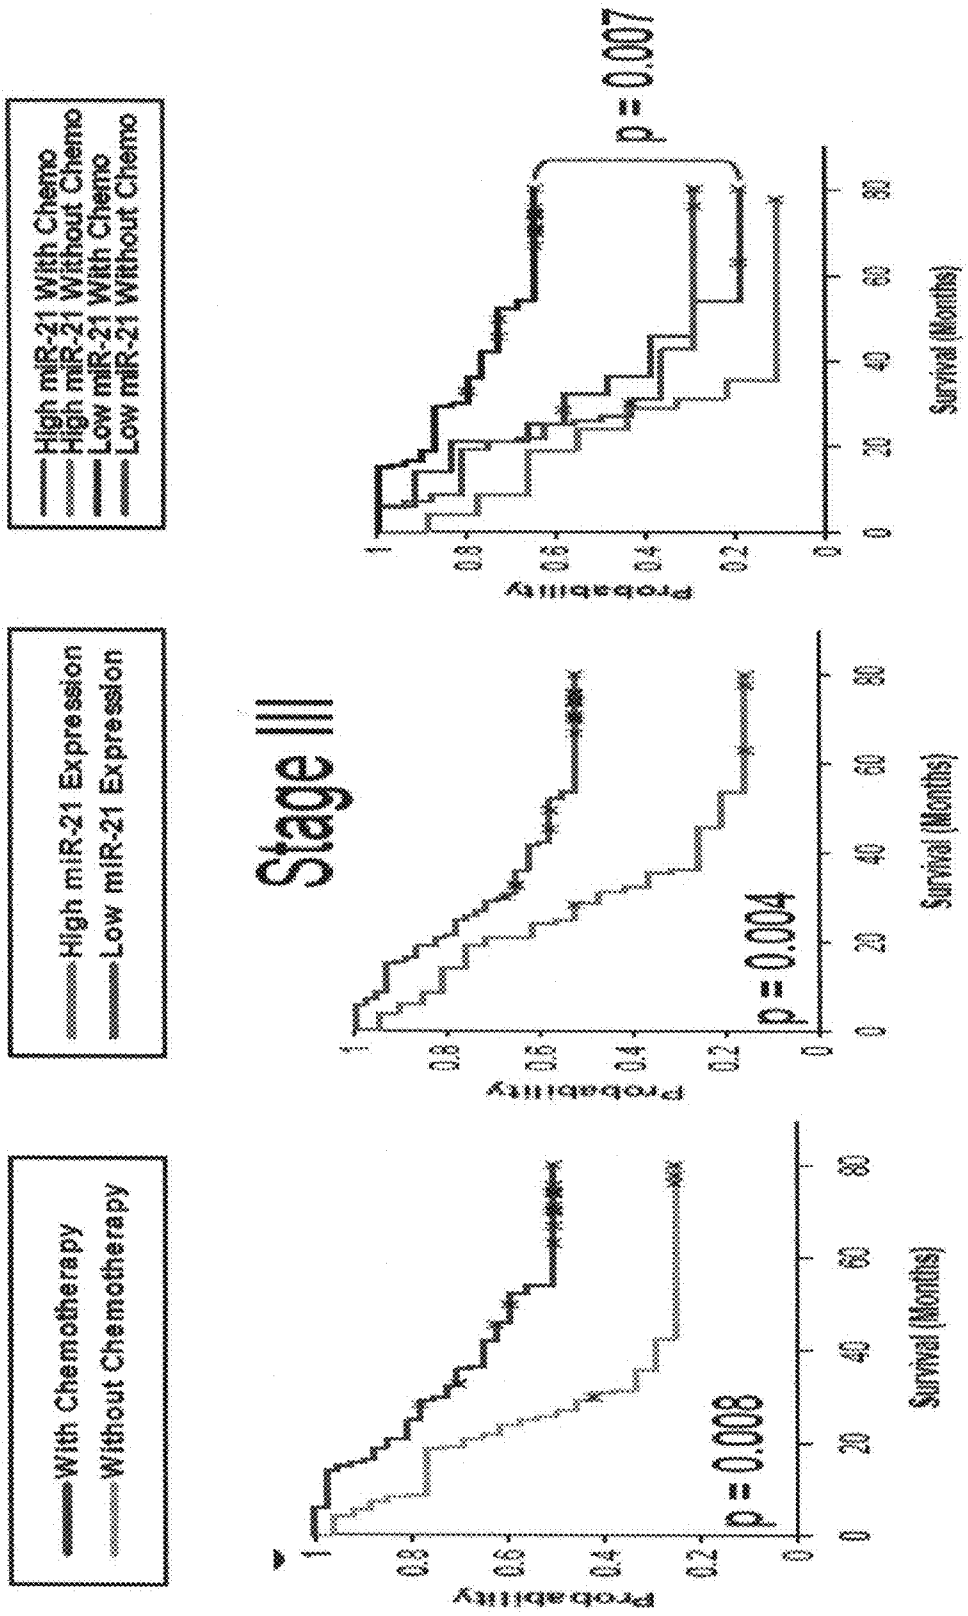 With Chemotherapy
Without Chemotherapy
Probability
1
0.8
0.6
0.4
0.2
0
p = 0.008
0
20
40
60
80
Survival (Months)
High miR-21 Expression
Low miR-21 Expression
Stage III
Probability
1
0.8
0.6
0.4
0.2
0
p = 0.004
0
20
40
60
80
Survival (Months)
High miR-21 With Chemo
High miR-21 Without Chemo
Low miR-21 With Chemo
Low miR-21 Without Chemo
Probability
1
0.8
0.6
0.4
0.2
0
p = 0.007
0
20
40
60
80
Survival (Months)